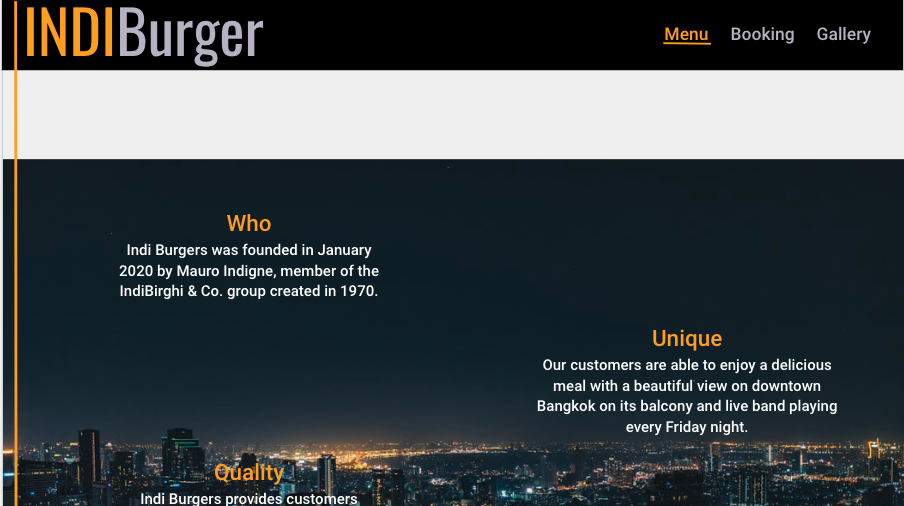 INDIBurger
Menu Booking Gallery
Who
Indi Burgers was founded in January
2020 by Mauro Indigne, member of the
IndiBirghi & Co. group created in 1970.
Unique
Our customers are able to enjoy a delicious
meal with a beautiful view on downtown
Bangkok on its balcony and live band playing
every Friday night.
Quality
Indi Burgers provides customers